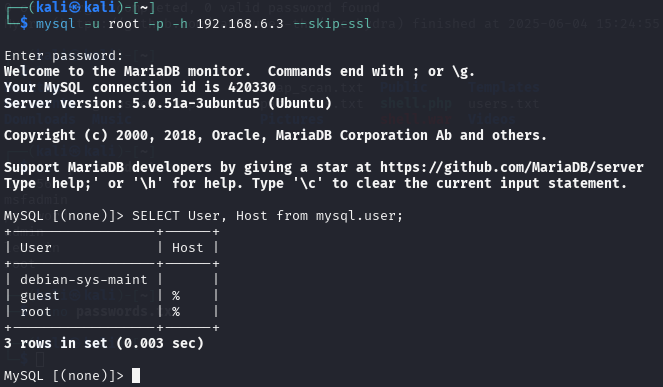 ┌──(kali㉿kali)-[~]
└─$ mysql -u root -p -h 192.168.6.3 --skip-ssl
Enter password:
Welcome to the MariaDB monitor.  Commands end with ; or \g.
Your MySQL connection id is 420330
Server version: 5.0.51a-3ubuntu5 (Ubuntu)
Copyright (c) 2000, 2018, Oracle, MariaDB Corporation Ab and others.
Support MariaDB developers by giving a star at https://github.com/MariaDB/server
Type 'help;' or '\h' for help. Type '\c' to clear the current input statement.
MySQL [(none)]> SELECT User, Host from mysql.user;
+------------------+------+
| User             | Host |
+------------------+------+
| debian-sys-maint |      |
| guest            | %    |
| root             | %    |
+------------------+------+
3 rows in set (0.003 sec)
MySQL [(none)]>